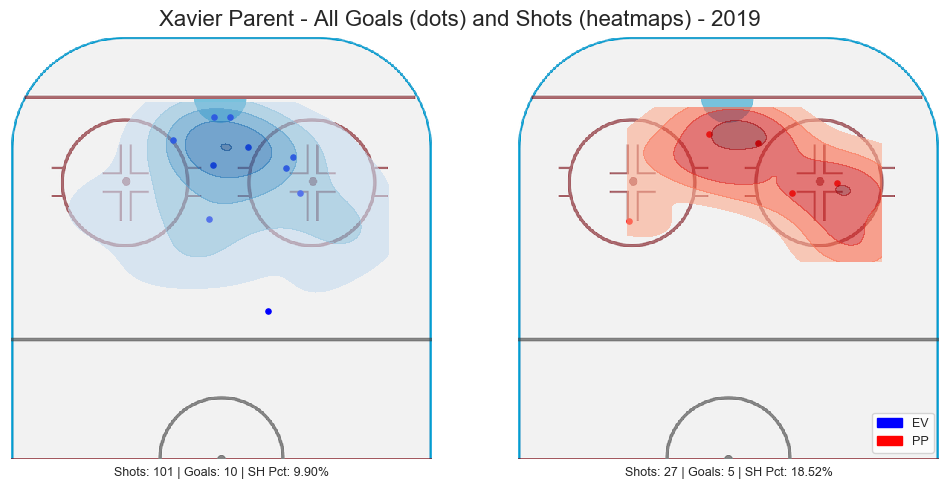 Xavier Parent - All Goals (dots) and Shots (heatmaps) - 2019
EV
PP
Shots: 101 | Goals: 10 | SH Pct: 9.90%
Shots: 27 | Goals: 5 | SH Pct: 18.52%